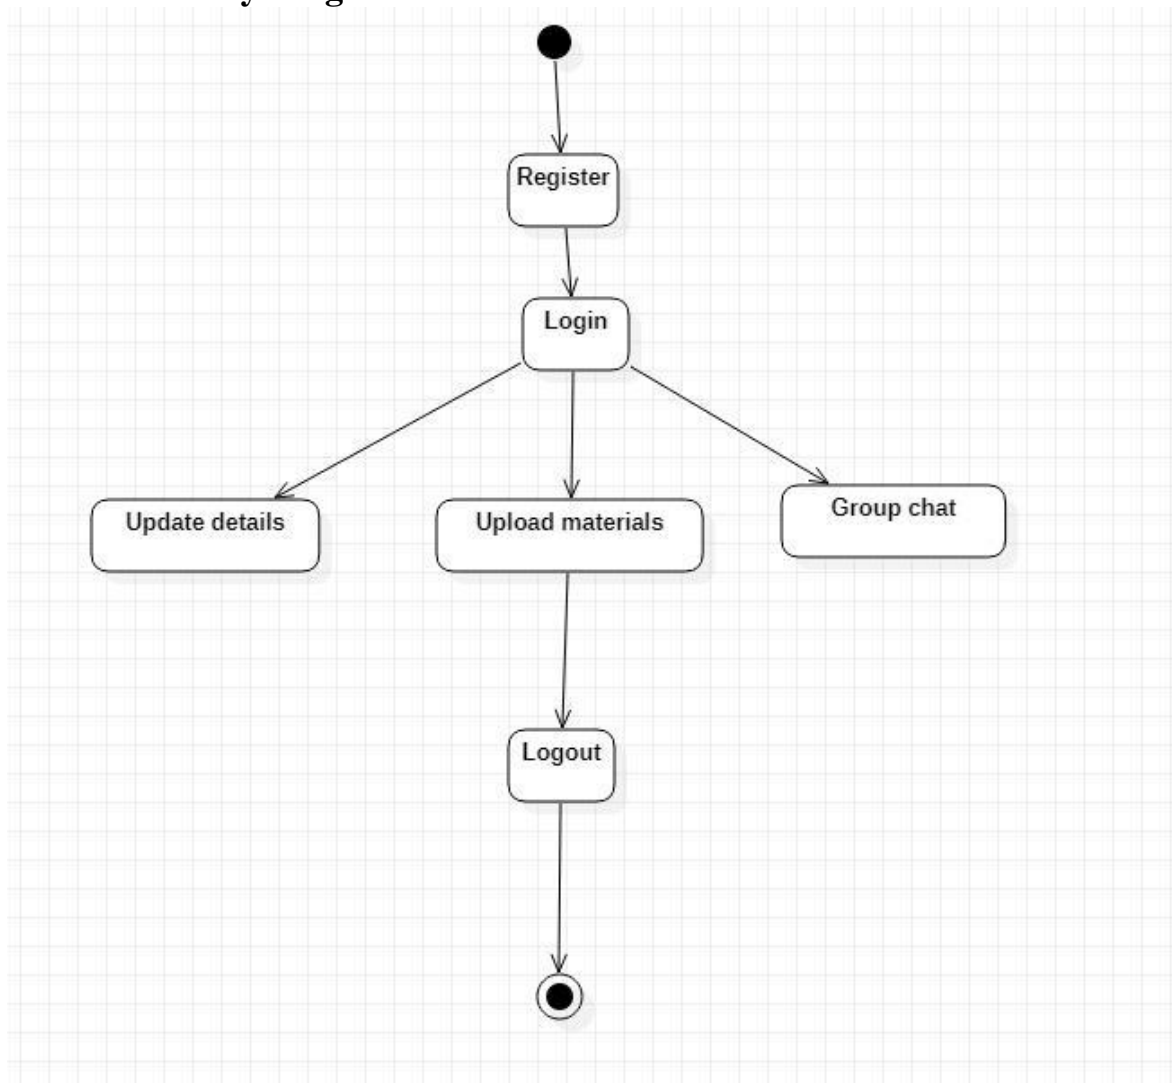 Register
Login
Update details
Upload materials
Group chat
Logout